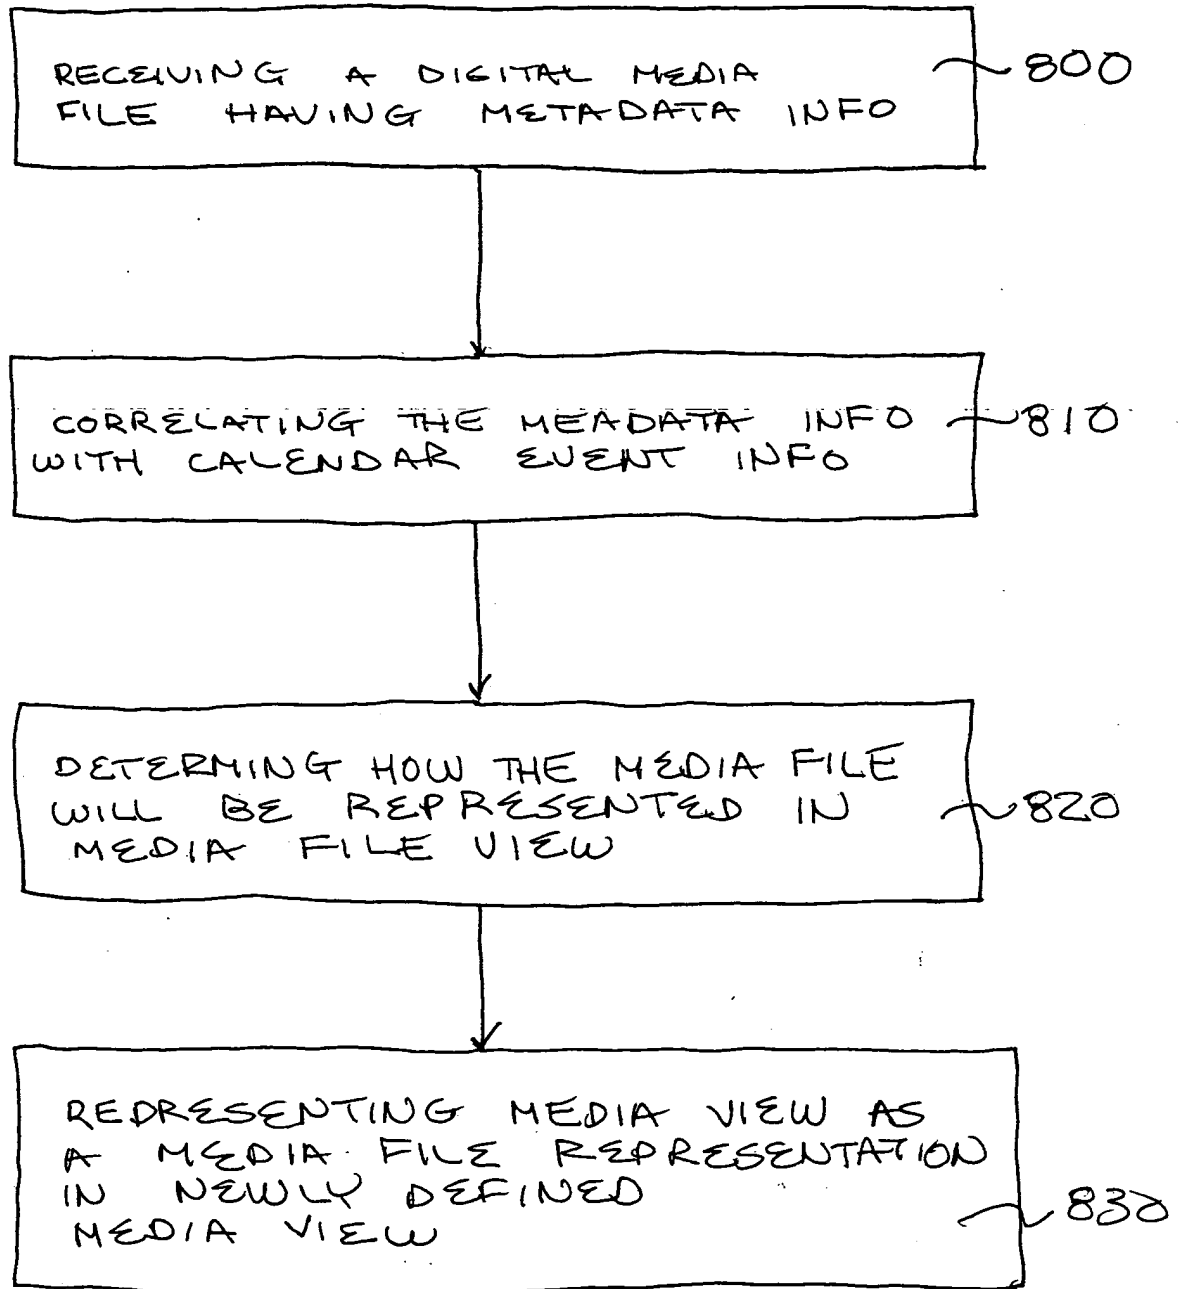 RECEIVING A DIGITAL MEDIA
FILE HAVING METADATA INFO
800
CORRELATING THE MEADATA INFO
WITH CALENDAR EVENT INFO
810
DETERMING HOW THE MEDIA FILE
WILL BE REPRESENTED IN
MEDIA FILE VIEW
820
REPRESENTING MEDIA VIEW AS
A MEDIA FILE REPRESENTATION
IN NEWLY DEFINED
MEDIA VIEW
830